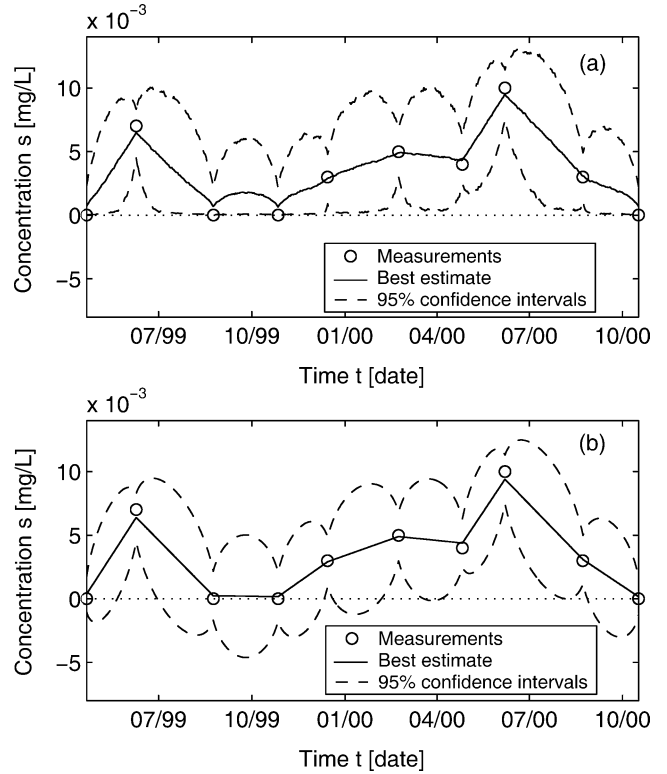 x 10⁻³
(a)
10
5
0
−5
Concentration s [mg/L]
Measurements
Best estimate
95% confidence intervals
07/99 10/99 01/00 04/00 07/00 10/00
Time t [date]
x 10⁻³
(b)
10
5
0
−5
Concentration s [mg/L]
Measurements
Best estimate
95% confidence intervals
07/99 10/99 01/00 04/00 07/00 10/00
Time t [date]